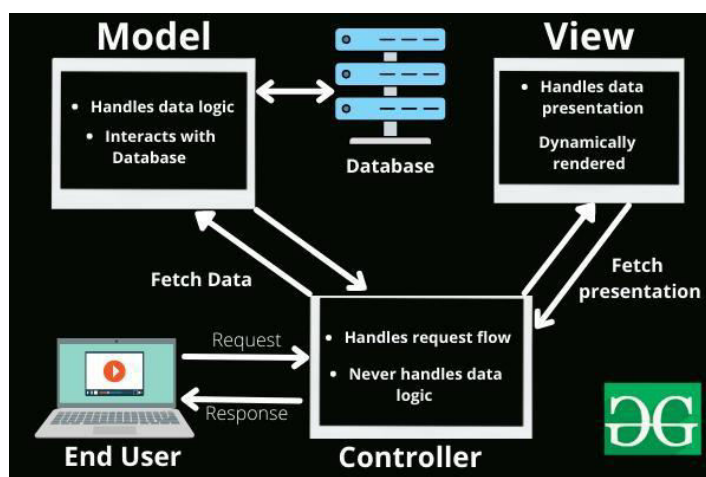 Model
View
• Handles data logic
• Interacts with
Database
Database
• Handles data
presentation
Dynamically
rendered
Fetch Data
Fetch
presentation
Request
Response
• Handles request flow
• Never handles data
logic
End User
Controller